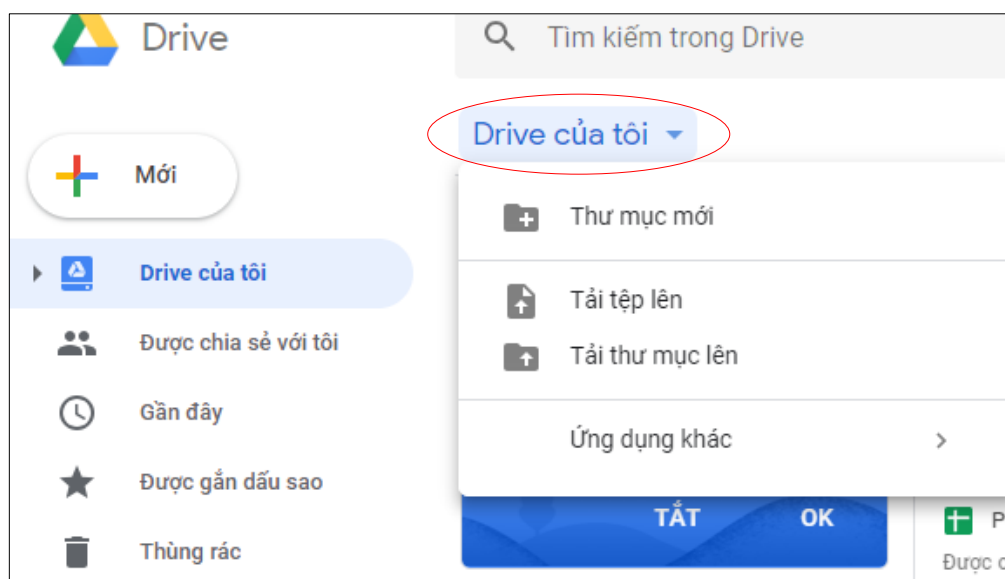 Drive
Tìm kiếm trong Drive
Drive của tôi
Mới
Thư mục mới
Drive của tôi
Tải tệp lên
Được chia sẻ với tôi
Tải thư mục lên
Gần đây
Ứng dụng khác
Được gắn dấu sao
TẮT
OK
P
Thùng rác
Được